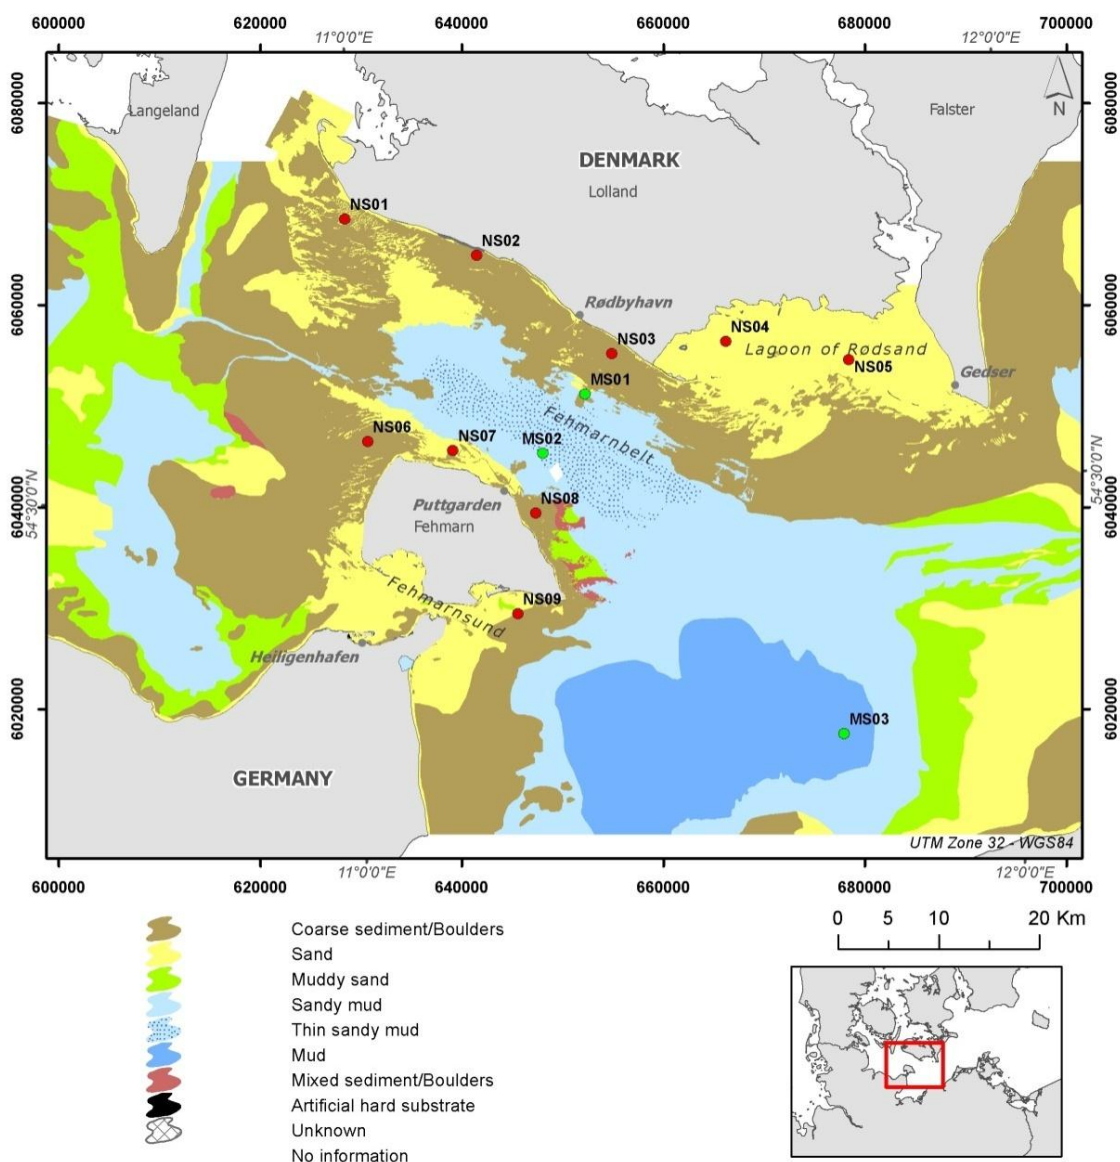 600000 620000 640000 660000 680000 700000
11°0'0"E 12°0'0"E
6080000 6080000
Langeland
Falster
N
DENMARK
Lolland
NS01
NS02
6060000 6060000
Rødbyhavn
NS03
NS04
Lagoon of Rødsand
NS05
Gedser
MS01
Fehmarnbelt
NS06
NS07
MS02
54°30'0"N 54°30'0"N
6040000 6040000
Puttgarden
NS08
Fehmarn
Fehmarnsund
NS09
Heiligenhafen
6020000 6020000
MS03
GERMANY
UTM Zone 32 - WGS84
11°0'0"E 12°0'0"E
600000 620000 640000 660000 680000 700000
0 5 10 20 Km
Coarse sediment/Boulders
Sand
Muddy sand
Sandy mud
Thin sandy mud
Mud
Mixed sediment/Boulders
Artificial hard substrate
Unknown
No information